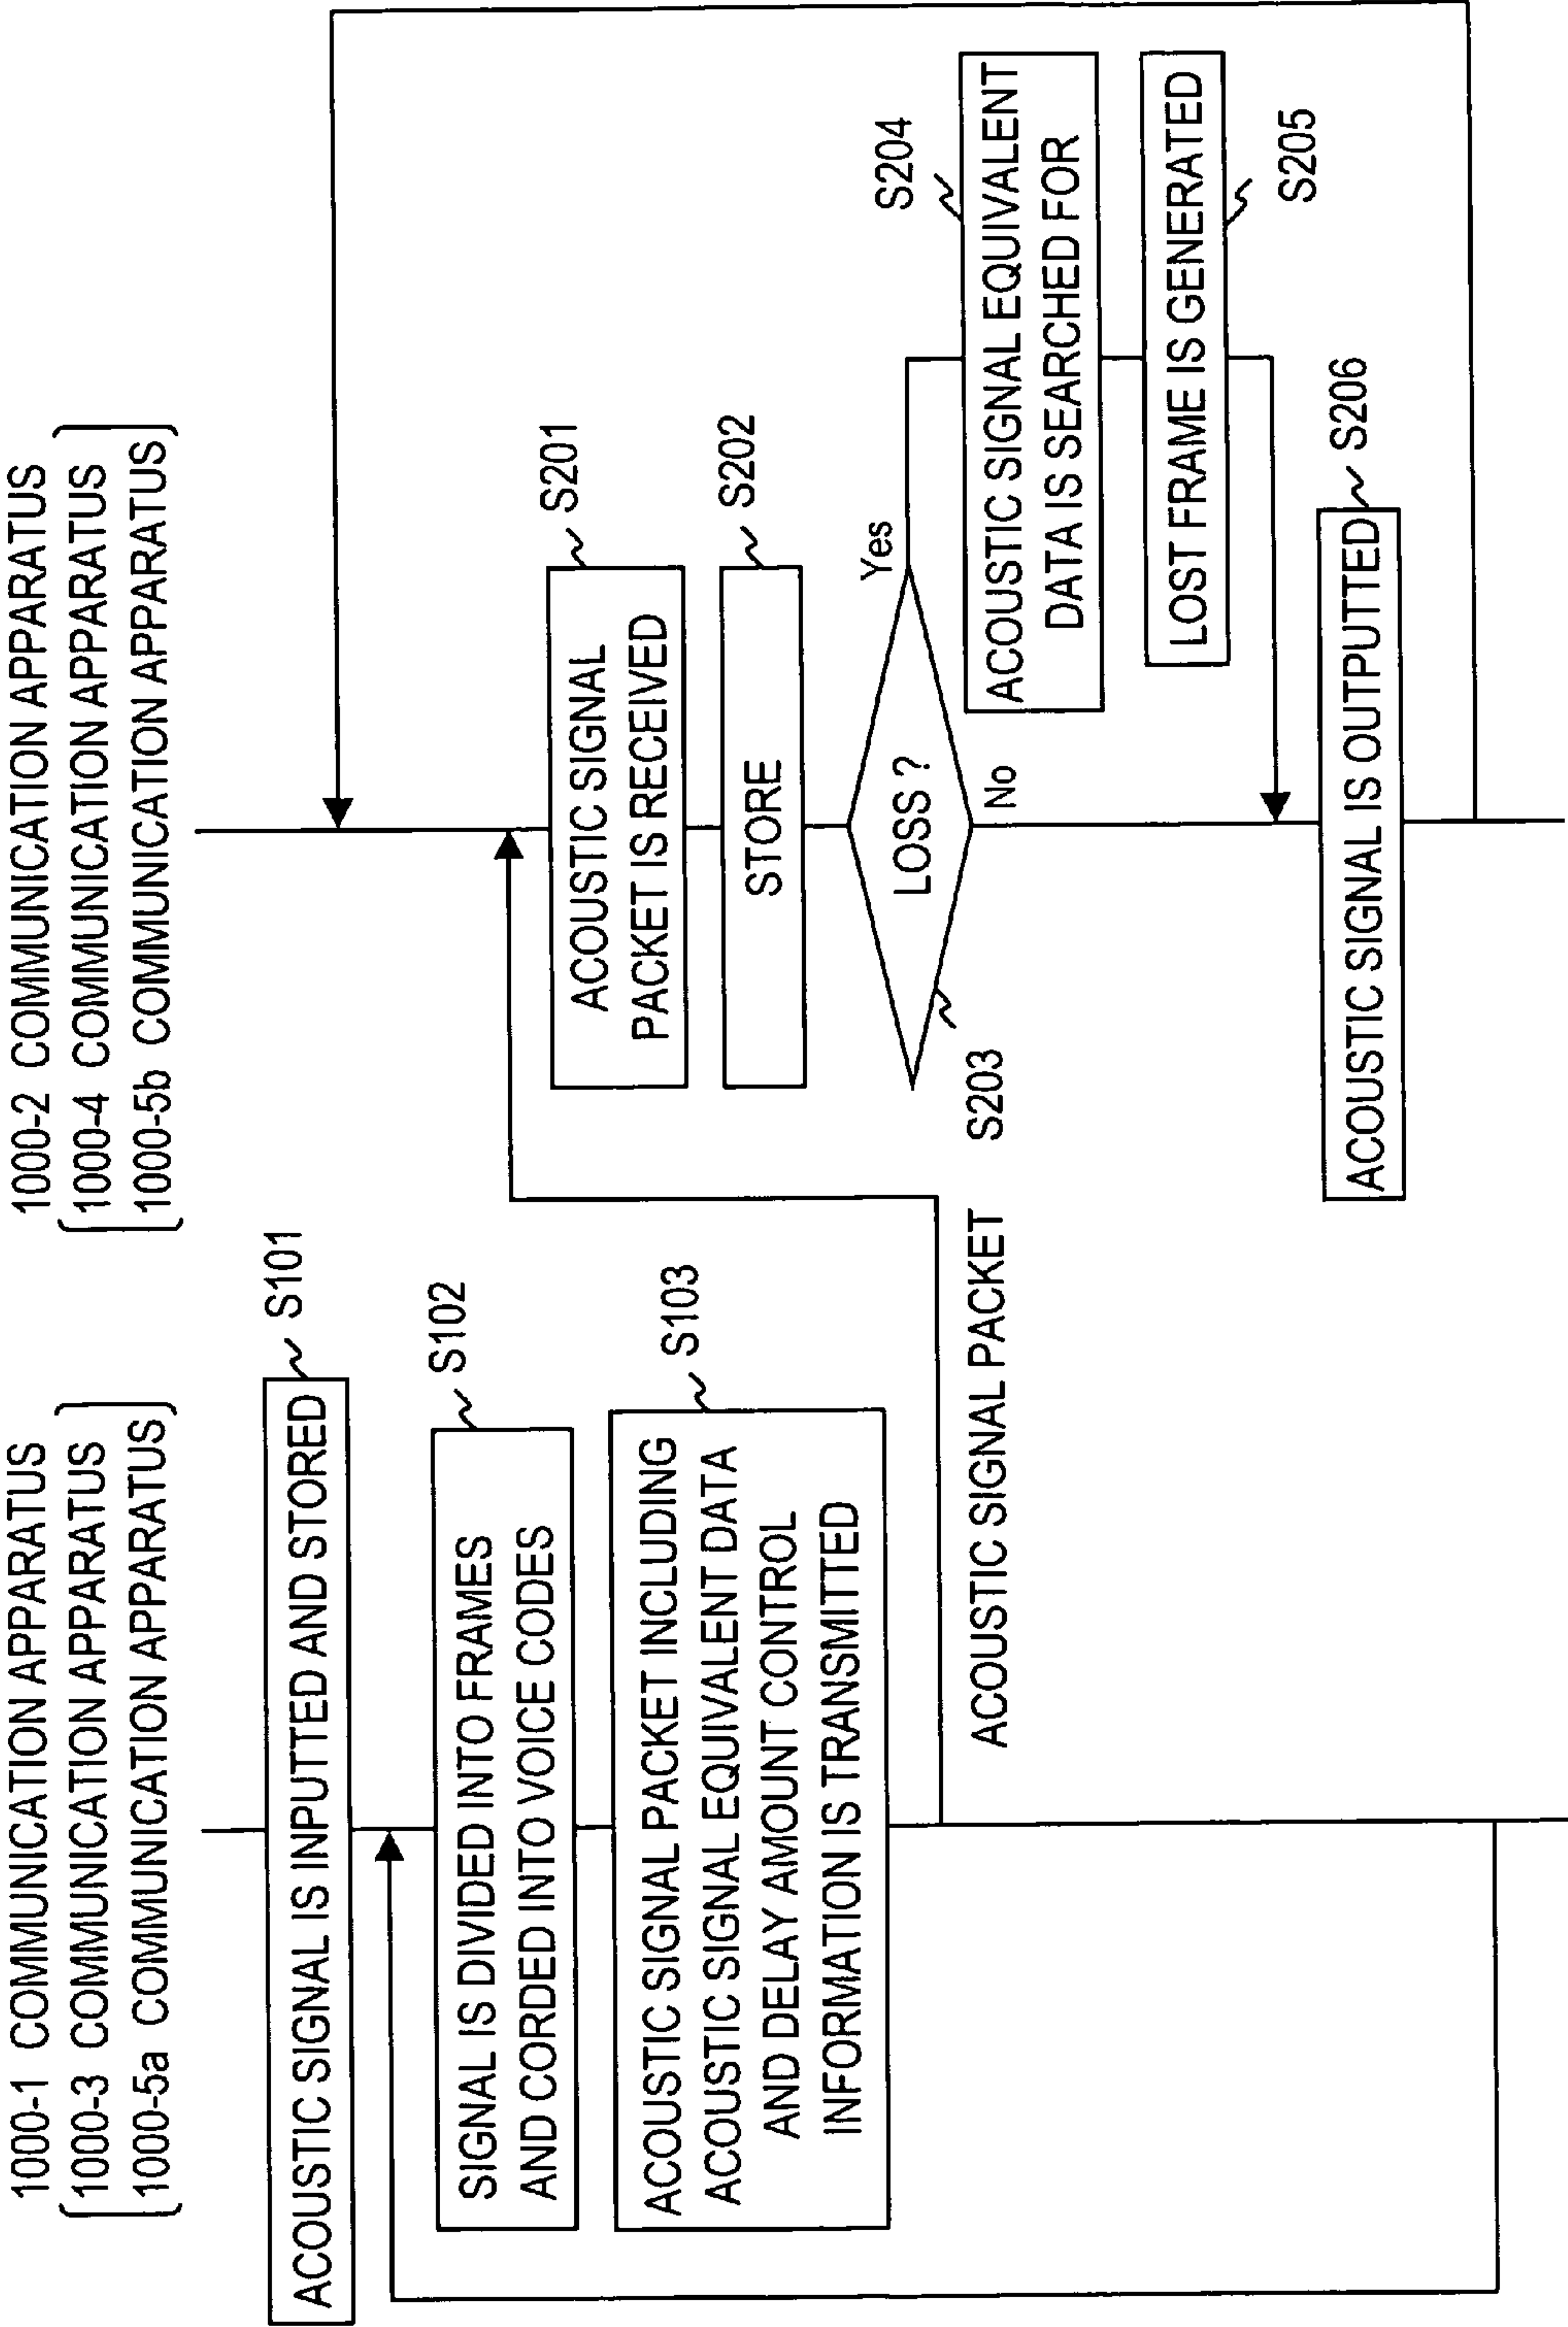 1000-1 COMMUNICATION APPARATUS
1000-3 COMMUNICATION APPARATUS
1000-5a COMMUNICATION APPARATUS
ACOUSTIC SIGNAL IS INPUTTED AND STORED
S101
SIGNAL IS DIVIDED INTO FRAMES
AND CORDED INTO VOICE CODES
S102
ACOUSTIC SIGNAL PACKET INCLUDING
ACOUSTIC SIGNAL EQUIVALENT DATA
AND DELAY AMOUNT CONTROL
INFORMATION IS TRANSMITTED
S103
ACOUSTIC SIGNAL PACKET
1000-2 COMMUNICATION APPARATUS
1000-4 COMMUNICATION APPARATUS
1000-5b COMMUNICATION APPARATUS
ACOUSTIC SIGNAL
PACKET IS RECEIVED
S201
STORE
S202
LOSS ?
Yes
No
S203
ACOUSTIC SIGNAL EQUIVALENT
DATA IS SEARCHED FOR
S204
LOST FRAME IS GENERATED
S205
ACOUSTIC SIGNAL IS OUTPUTTED
S206